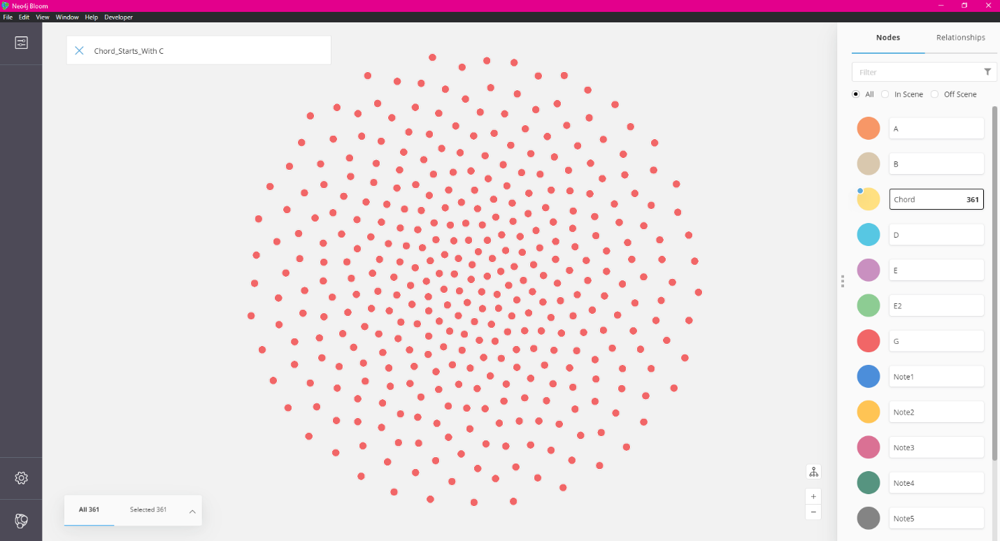 Neo4j Bloom
File Edit View Window Help Developer
Chord_Starts_With C
Nodes Relationships
Filter
All In Scene Off Scene
A
B
Chord 361
D
E
E2
G
Note1
Note2
Note3
Note4
Note5
All 361 Selected 361